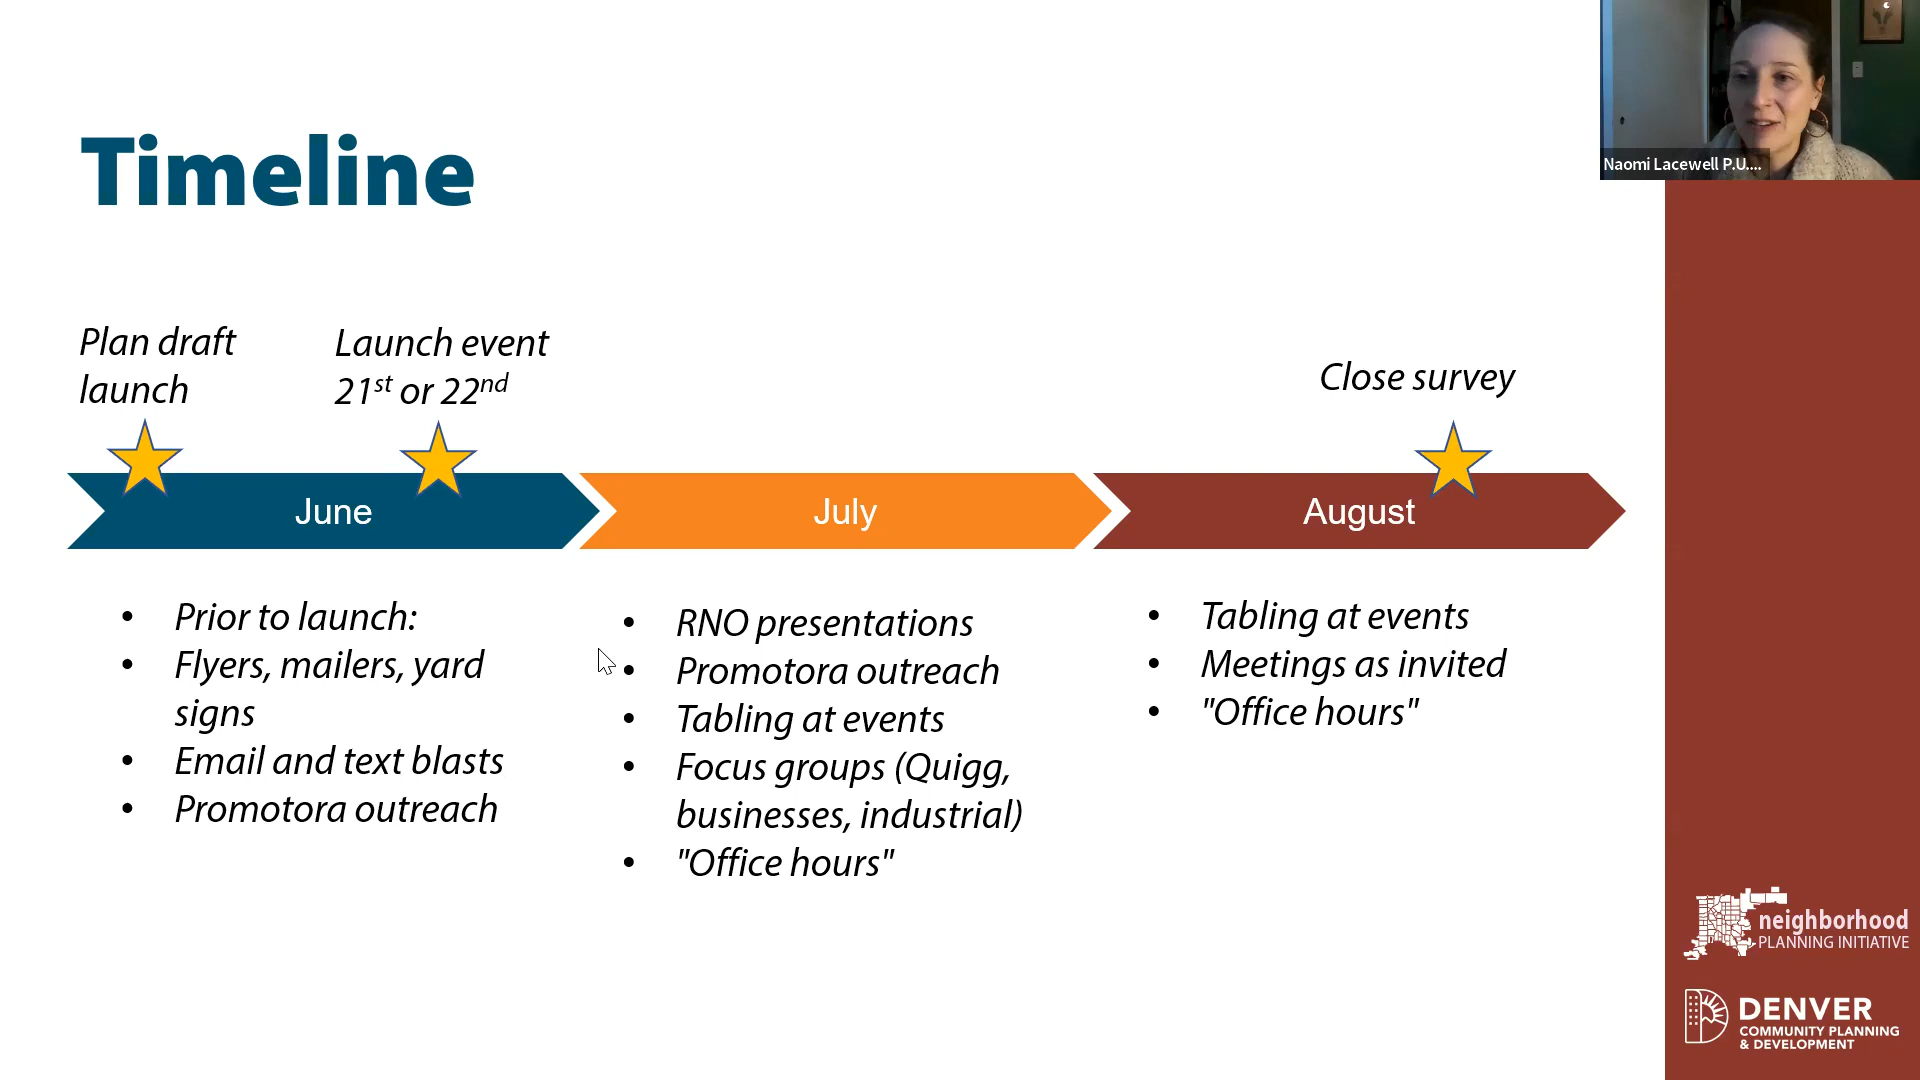 Naomi Lacewell P.U....
Timeline
Plan draft
launch
Launch event
21st or 22nd
Close survey
June
July
August
• Prior to launch:
• Flyers, mailers, yard
signs
• Email and text blasts
• Promotora outreach
• RNO presentations
• Promotora outreach
• Tabling at events
• Focus groups (Quigg,
businesses, industrial)
• "Office hours"
• Tabling at events
• Meetings as invited
• "Office hours"
neighborhood
PLANNING INITIATIVE
DENVER
COMMUNITY PLANNING
& DEVELOPMENT